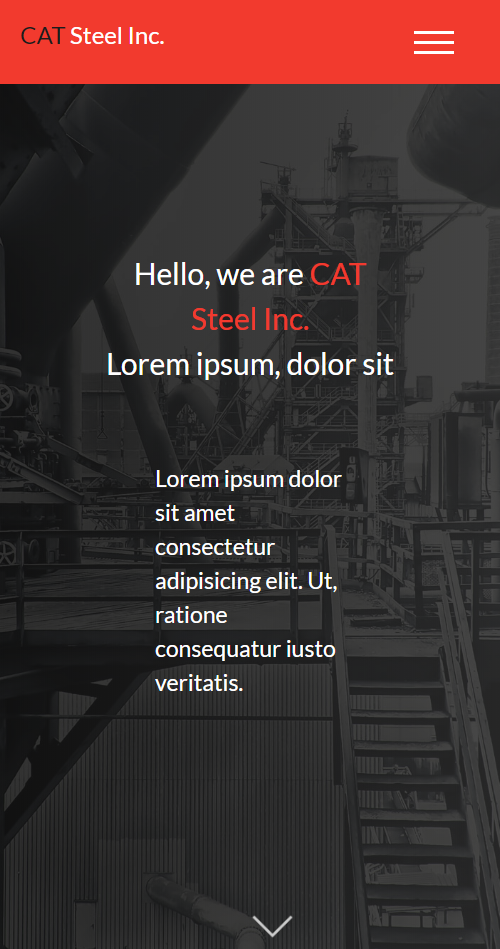 CAT Steel Inc.
Hello, we are CAT
Steel Inc.
Lorem ipsum, dolor sit
Lorem ipsum dolor
sit amet
consectetur
adipisicing elit. Ut,
ratione
consequatur iusto
veritatis.